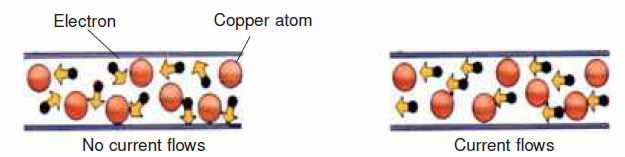 Electron
Copper atom
No current flows
Current flows